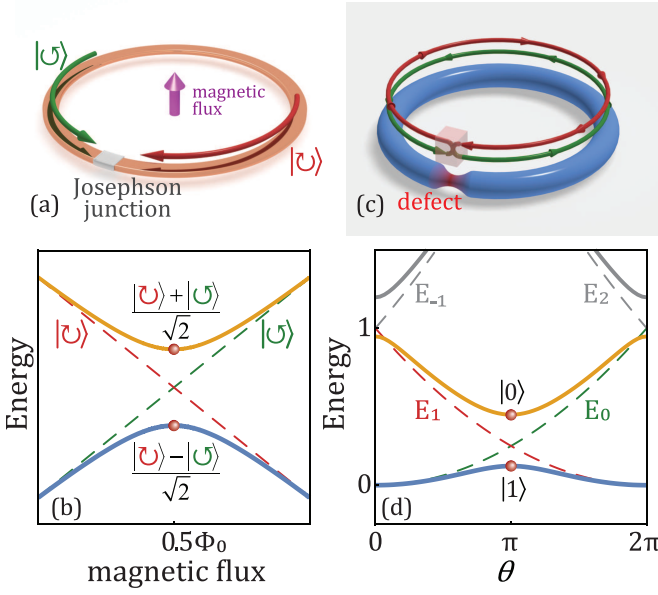 |↺⟩
magnetic
flux
|↻⟩
(a)
Josephson
junction
(c)
defect
Energy
|↻⟩+|↺⟩
√2
|↻⟩
|↺⟩
|↻⟩−|↺⟩
√2
(b)
0.5Φ₀
magnetic flux
Energy
1
0
E₋₁
E₂
|0⟩
E₁
E₀
|1⟩
(d)
0
π
2π
θ